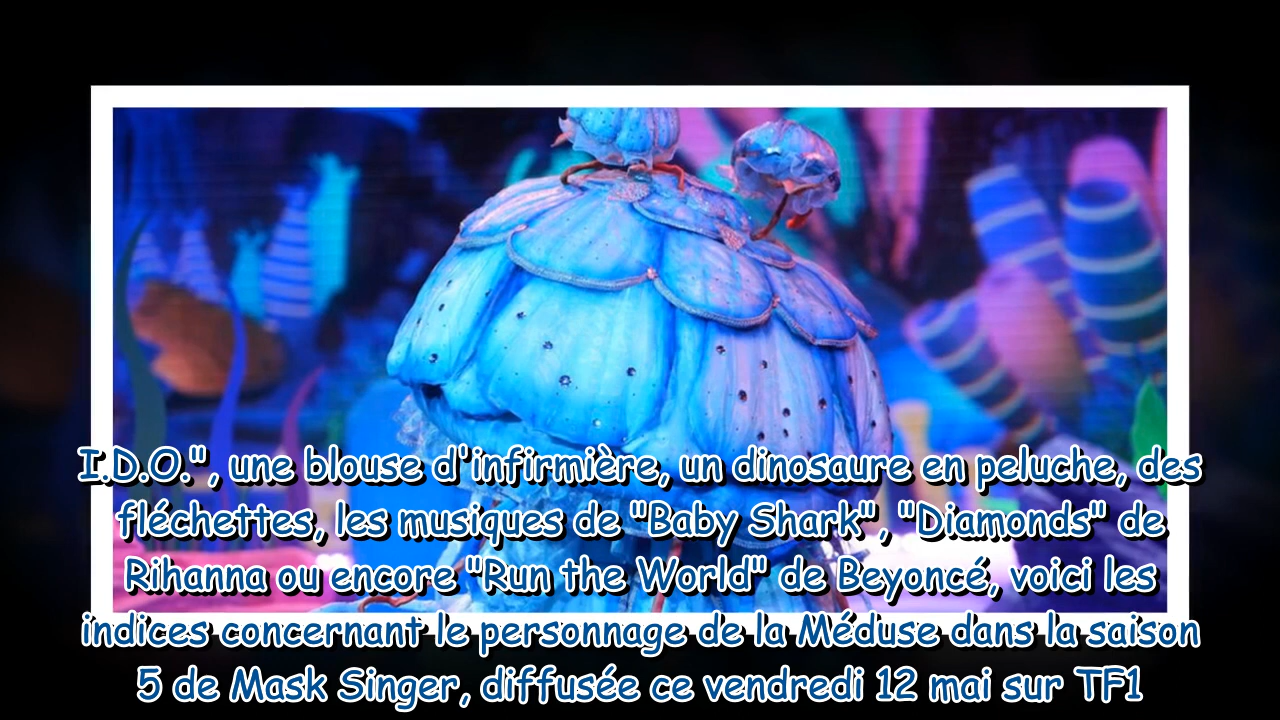 I.D.O.", une blouse d'infirmière, un dinosaure en peluche, des
fléchettes, les musiques de "Baby Shark", "Diamonds" de
Rihanna ou encore "Run the World" de Beyoncé, voici les
indices concernant le personnage de la Méduse dans la saison
5 de Mask Singer, diffusée ce vendredi 12 mai sur TF1